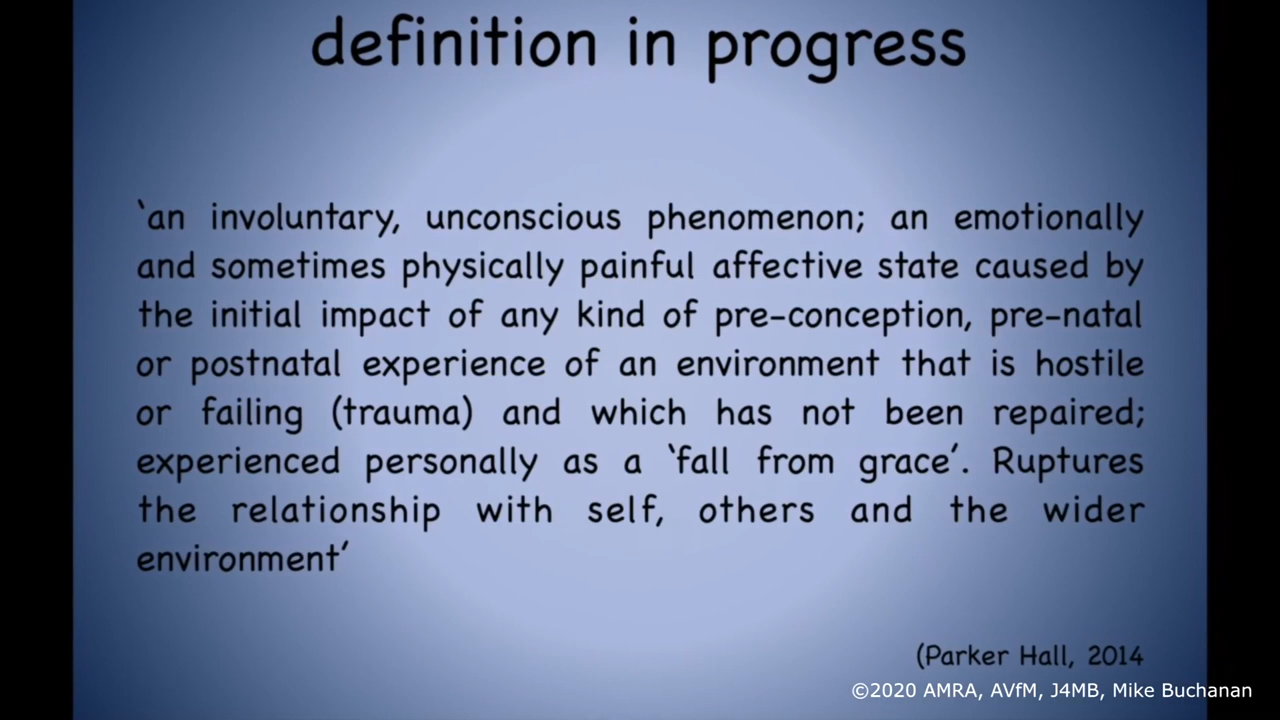 definition in progress
‘an involuntary, unconscious phenomenon; an emotionally
and sometimes physically painful affective state caused by
the initial impact of any kind of pre-conception, pre-natal
or postnatal experience of an environment that is hostile
or failing (trauma) and which has not been repaired;
experienced personally as a ‘fall from grace’. Ruptures
the relationship with self, others and the wider
environment’
(Parker Hall, 2014
©2020 AMRA, AVfM, J4MB, Mike Buchanan